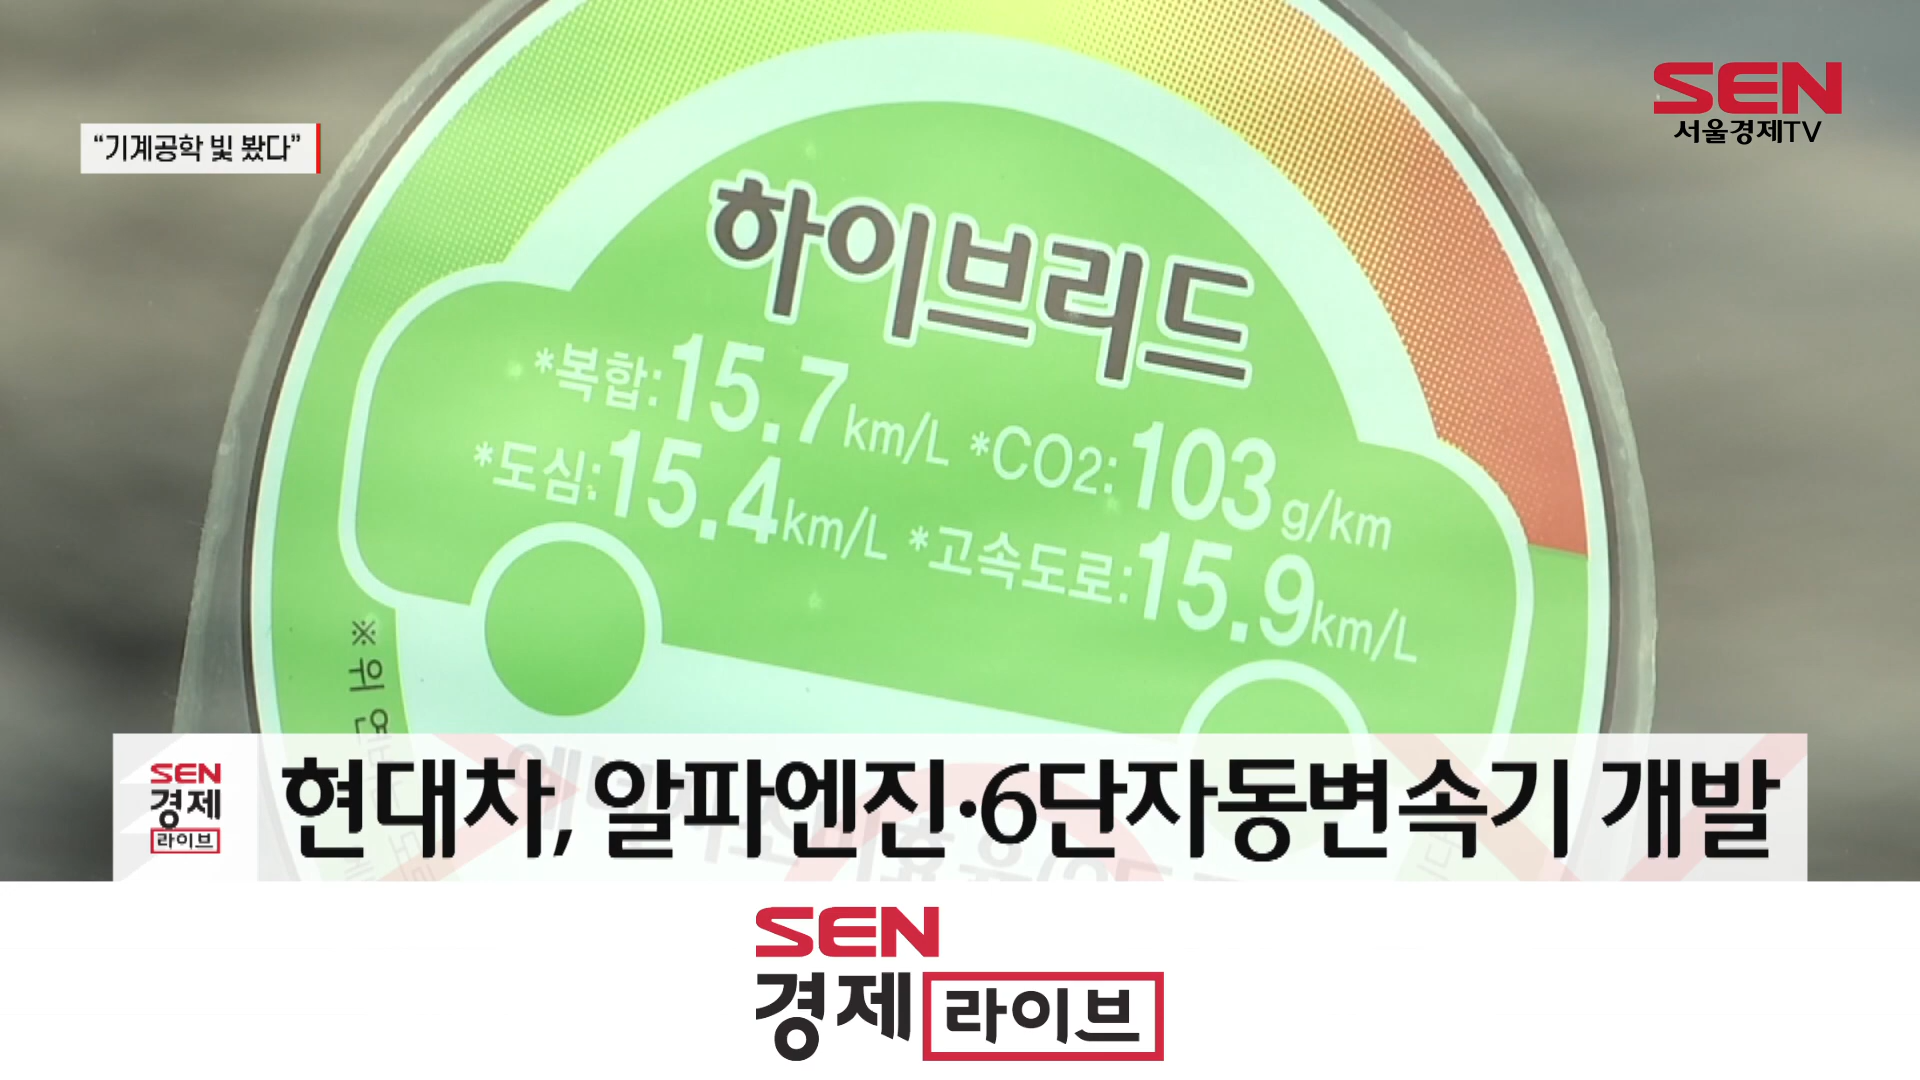 SEN
서울경제TV
“기계공학 빛 봤다”
하이브리드
*복합:15.7km/L *CO2:103g/km
*도심:15.4km/L *고속도로:15.9km/L
※위 연비
SEN
경제
라이브
현대차, 알파엔진·6단자동변속기 개발
SEN
경제 라이브